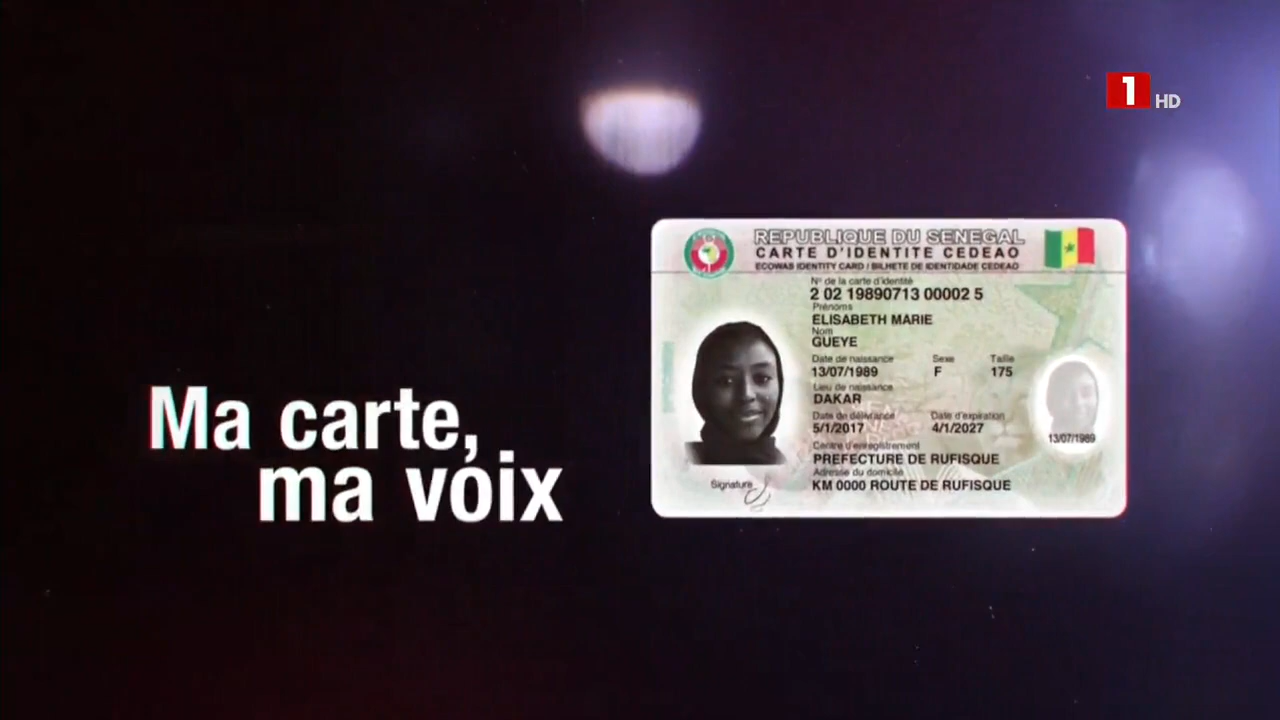 1 HD
REPUBLIQUE DU SENEGAL
CARTE D'IDENTITE CEDEAO
ECOWAS IDENTITY CARD / BILHETE DE IDENTIDADE CEDEAO
N° de la carte d'identité
2 02 19890713 00002 5
Prénoms
ELISABETH MARIE
Nom
GUEYE
Date de naissance Sexe Taille
13/07/1989 F 175
Lieu de naissance
DAKAR
Date de délivrance Date d'expiration
5/1/2017 4/1/2027
13/07/1989
Centre d'enregistrement
PREFECTURE DE RUFISQUE
Adresse du domicile
Signature KM 0000 ROUTE DE RUFISQUE
Ma carte,
ma voix